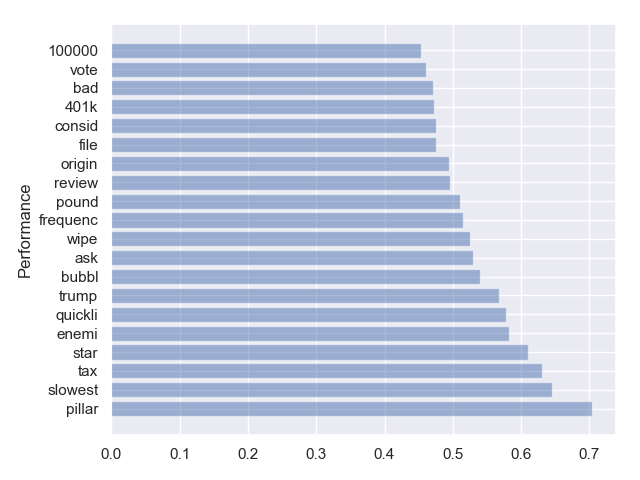 100000
vote
bad
401k
consid
file
origin
review
pound
frequenc
wipe
ask
bubbl
trump
quickli
enemi
star
tax
slowest
pillar
Performance
0.0 0.1 0.2 0.3 0.4 0.5 0.6 0.7